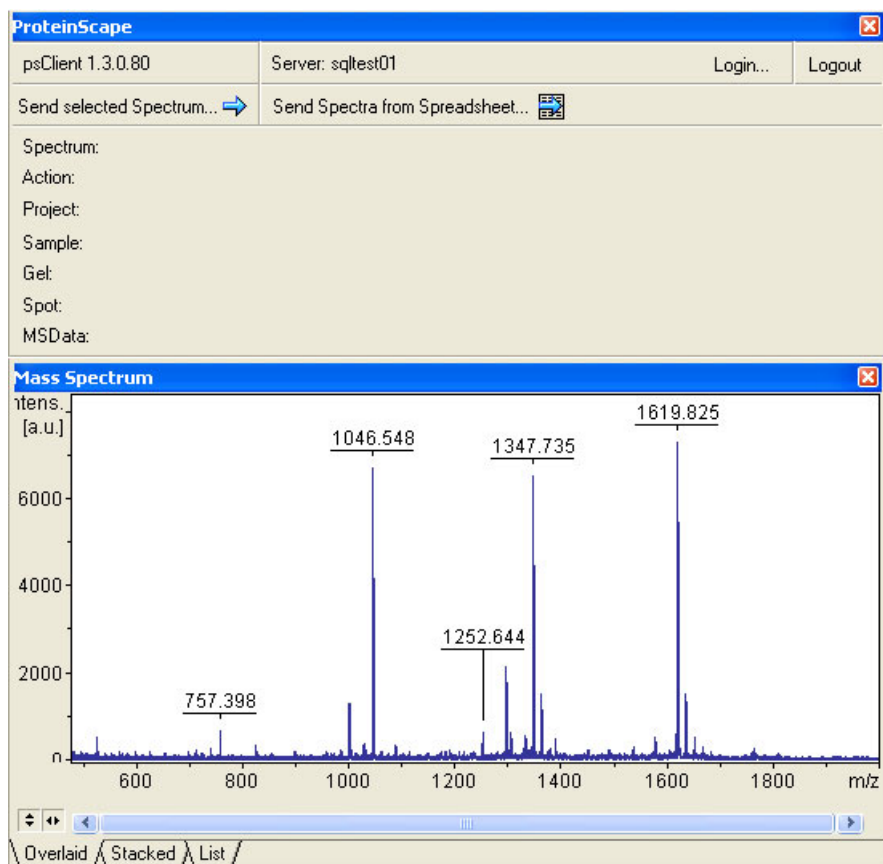 ProteinScape
psClient 1.3.0.80 Server: sqltest01 Login... Logout
Send selected Spectrum... Send Spectra from Spreadsheet...
Spectrum:
Action:
Project:
Sample:
Gel:
Spot:
MSData:
Mass Spectrum
ntens.
[a.u.]
1619.825
1046.548
1347.735
6000
4000
1252.644
2000
757.398
0
600 800 1000 1200 1400 1600 1800 m/z
Overlaid Stacked List